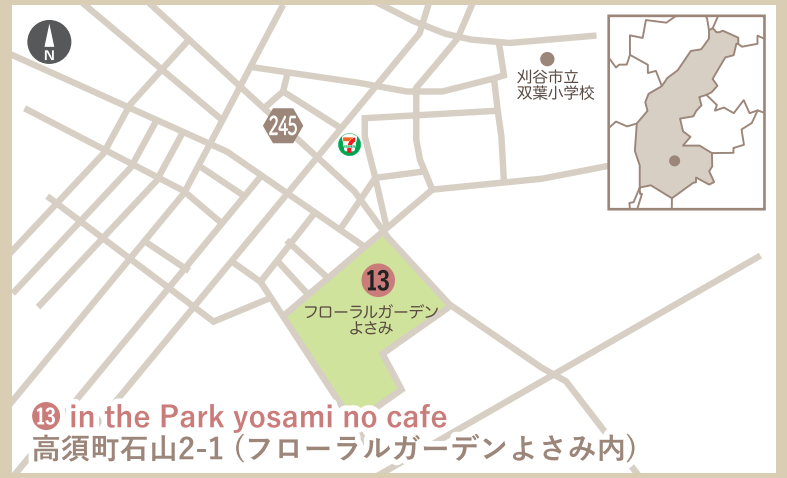 N
刈谷市立
双葉小学校
245
7
13
フローラルガーデン
よさみ
13 in the Park yosami no cafe
高須町石山2-1 (フローラルガーデンよさみ内)